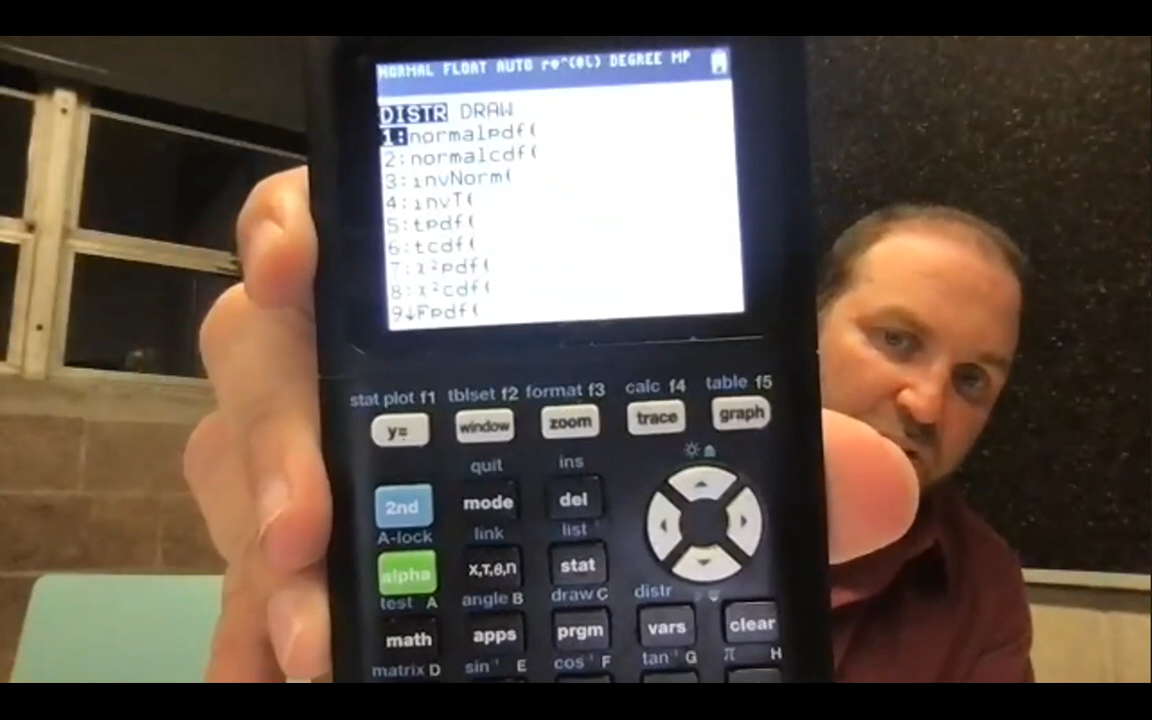 NORMAL FLOAT AUTO re^(θi) DEGREE MP
DISTR DRAW
1:normalpdf(
2:normalcdf(
3:invNorm(
4:invT(
5:tpdf(
6:tcdf(
7:χ²pdf(
8:χ²cdf(
9↓Fpdf(
stat plot f1 tblset f2 format f3 calc f4 table f5
y= window zoom trace graph
quit ins
2nd mode del
A-lock link list
alpha X,T,θ,n stat
test A angle B draw C distr
math apps prgm vars clear
matrix D sin⁻¹ E cos⁻¹ F tan⁻¹ G π H